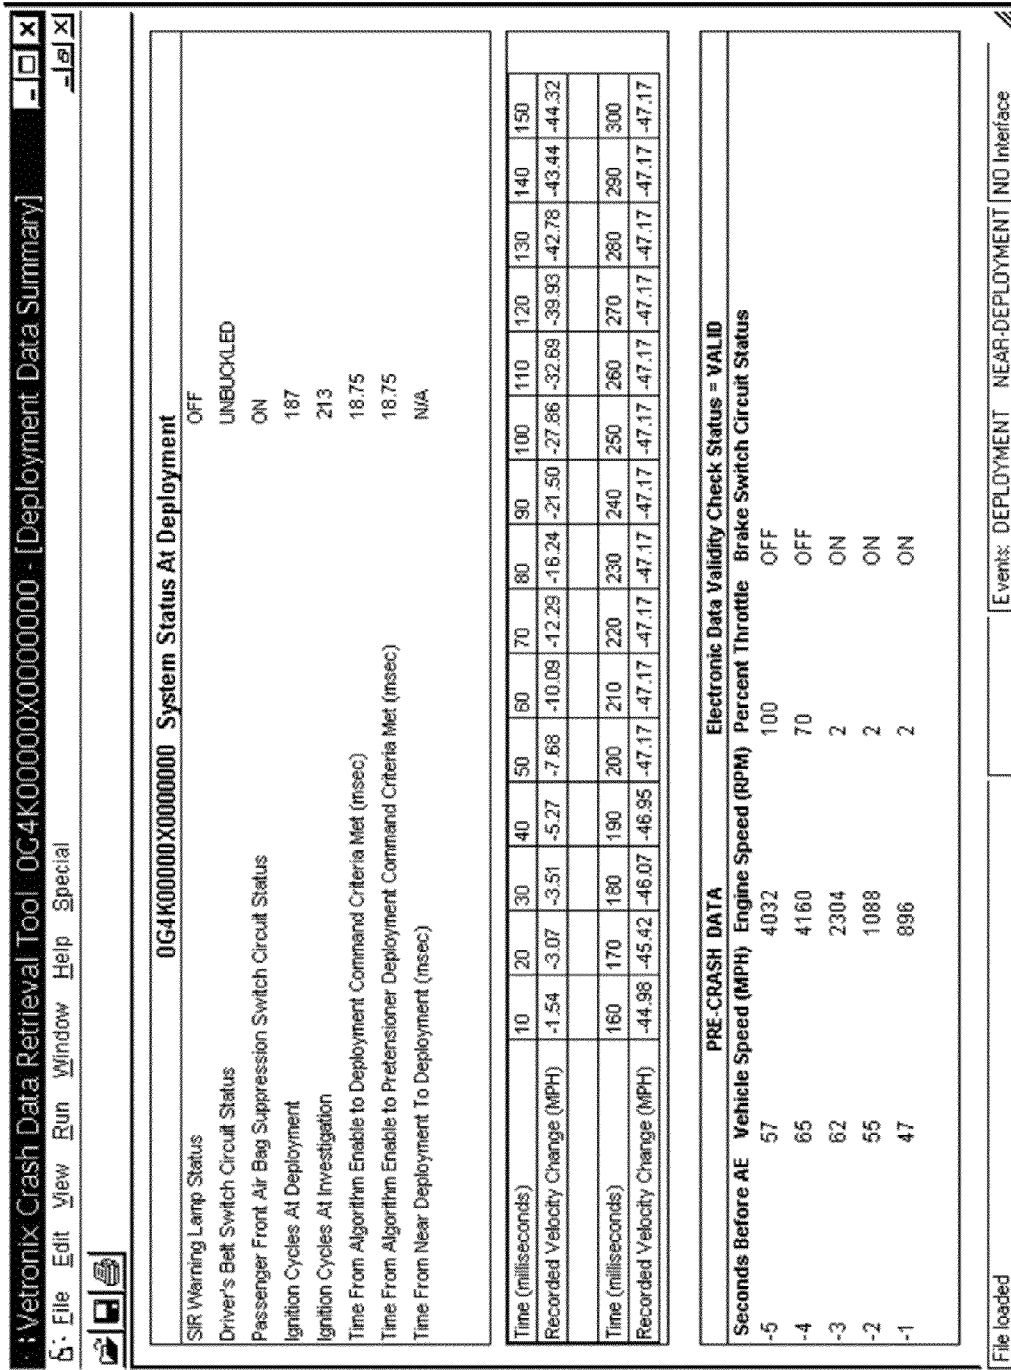 Vetronix Crash Data Retrieval Tool 0G4K00000X0000000 - [Deployment Data Summary]
File Edit View Run Window Help Special
0G4K00000X0000000 System Status At Deployment
SIR Warning Lamp Status OFF
Driver's Belt Switch Circuit Status UNBUCKLED
Passenger Front Air Bag Suppression Switch Circuit Status ON
Ignition Cycles At Deployment 187
Ignition Cycles At Investigation 213
Time From Algorithm Enable to Deployment Command Criteria Met (msec) 18.75
Time From Algorithm Enable to Pretensioner Deployment Command Criteria Met (msec) 18.75
Time From Near Deployment To Deployment (msec) N/A
Time (milliseconds) 10 20 30 40 50 60 70 80 90 100 110 120 130 140 150
Recorded Velocity Change (MPH) -1.54 -3.07 -3.51 -5.27 -7.68 -10.09 -12.29 -16.24 -21.50 -27.86 -32.69 -39.93 -42.78 -43.44 -44.32
Time (milliseconds) 160 170 180 190 200 210 220 230 240 250 260 270 280 290 300
Recorded Velocity Change (MPH) -44.98 -45.42 -46.07 -46.95 -47.17 -47.17 -47.17 -47.17 -47.17 -47.17 -47.17 -47.17 -47.17 -47.17 -47.17
PRE-CRASH DATA Electronic Data Validity Check Status = VALID
Seconds Before AE Vehicle Speed (MPH) Engine Speed (RPM) Percent Throttle Brake Switch Circuit Status
-5 57 4032 100 OFF
-4 65 4160 70 OFF
-3 62 2304 2 ON
-2 55 1088 2 ON
-1 47 896 2 ON
File loaded Events: DEPLOYMENT NEAR-DEPLOYMENT NO Interface